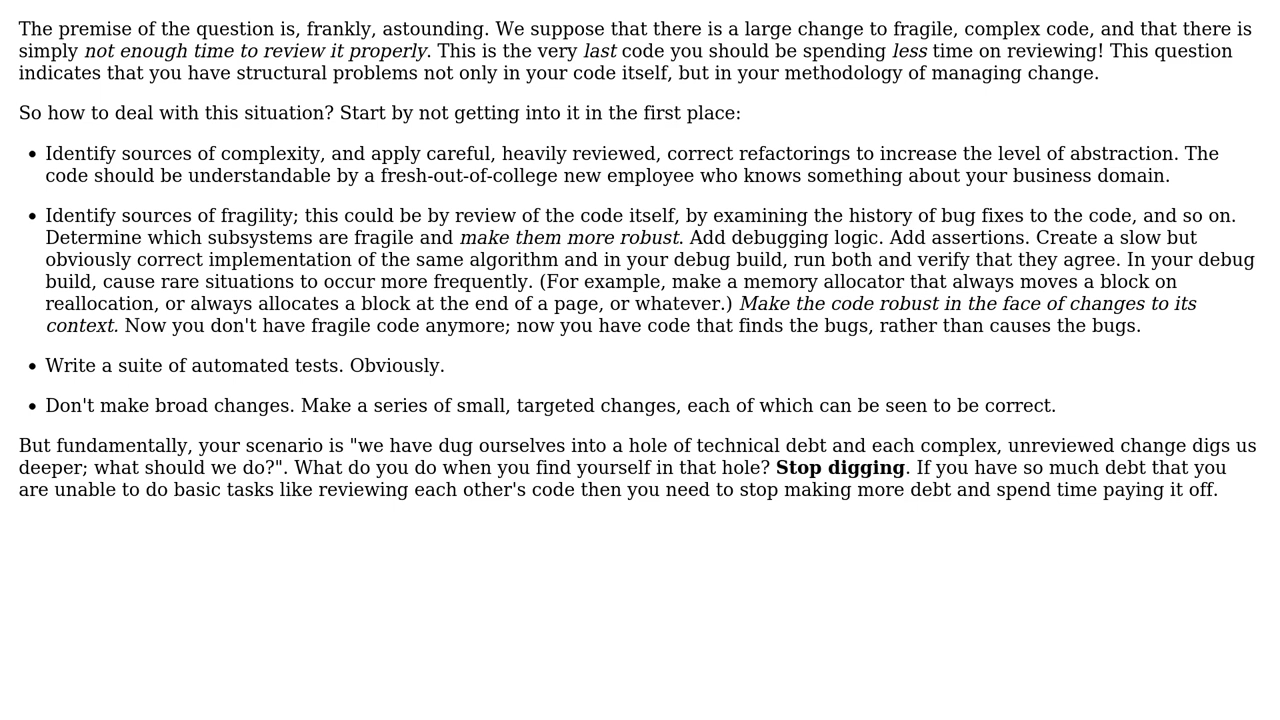 The premise of the question is, frankly, astounding. We suppose that there is a large change to fragile, complex code, and that there is
simply not enough time to review it properly. This is the very last code you should be spending less time on reviewing! This question
indicates that you have structural problems not only in your code itself, but in your methodology of managing change.
So how to deal with this situation? Start by not getting into it in the first place:
• Identify sources of complexity, and apply careful, heavily reviewed, correct refactorings to increase the level of abstraction. The
code should be understandable by a fresh-out-of-college new employee who knows something about your business domain.
• Identify sources of fragility; this could be by review of the code itself, by examining the history of bug fixes to the code, and so on.
Determine which subsystems are fragile and make them more robust. Add debugging logic. Add assertions. Create a slow but
obviously correct implementation of the same algorithm and in your debug build, run both and verify that they agree. In your debug
build, cause rare situations to occur more frequently. (For example, make a memory allocator that always moves a block on
reallocation, or always allocates a block at the end of a page, or whatever.) Make the code robust in the face of changes to its
context. Now you don't have fragile code anymore; now you have code that finds the bugs, rather than causes the bugs.
• Write a suite of automated tests. Obviously.
• Don't make broad changes. Make a series of small, targeted changes, each of which can be seen to be correct.
But fundamentally, your scenario is "we have dug ourselves into a hole of technical debt and each complex, unreviewed change digs us
deeper; what should we do?". What do you do when you find yourself in that hole? Stop digging. If you have so much debt that you
are unable to do basic tasks like reviewing each other's code then you need to stop making more debt and spend time paying it off.